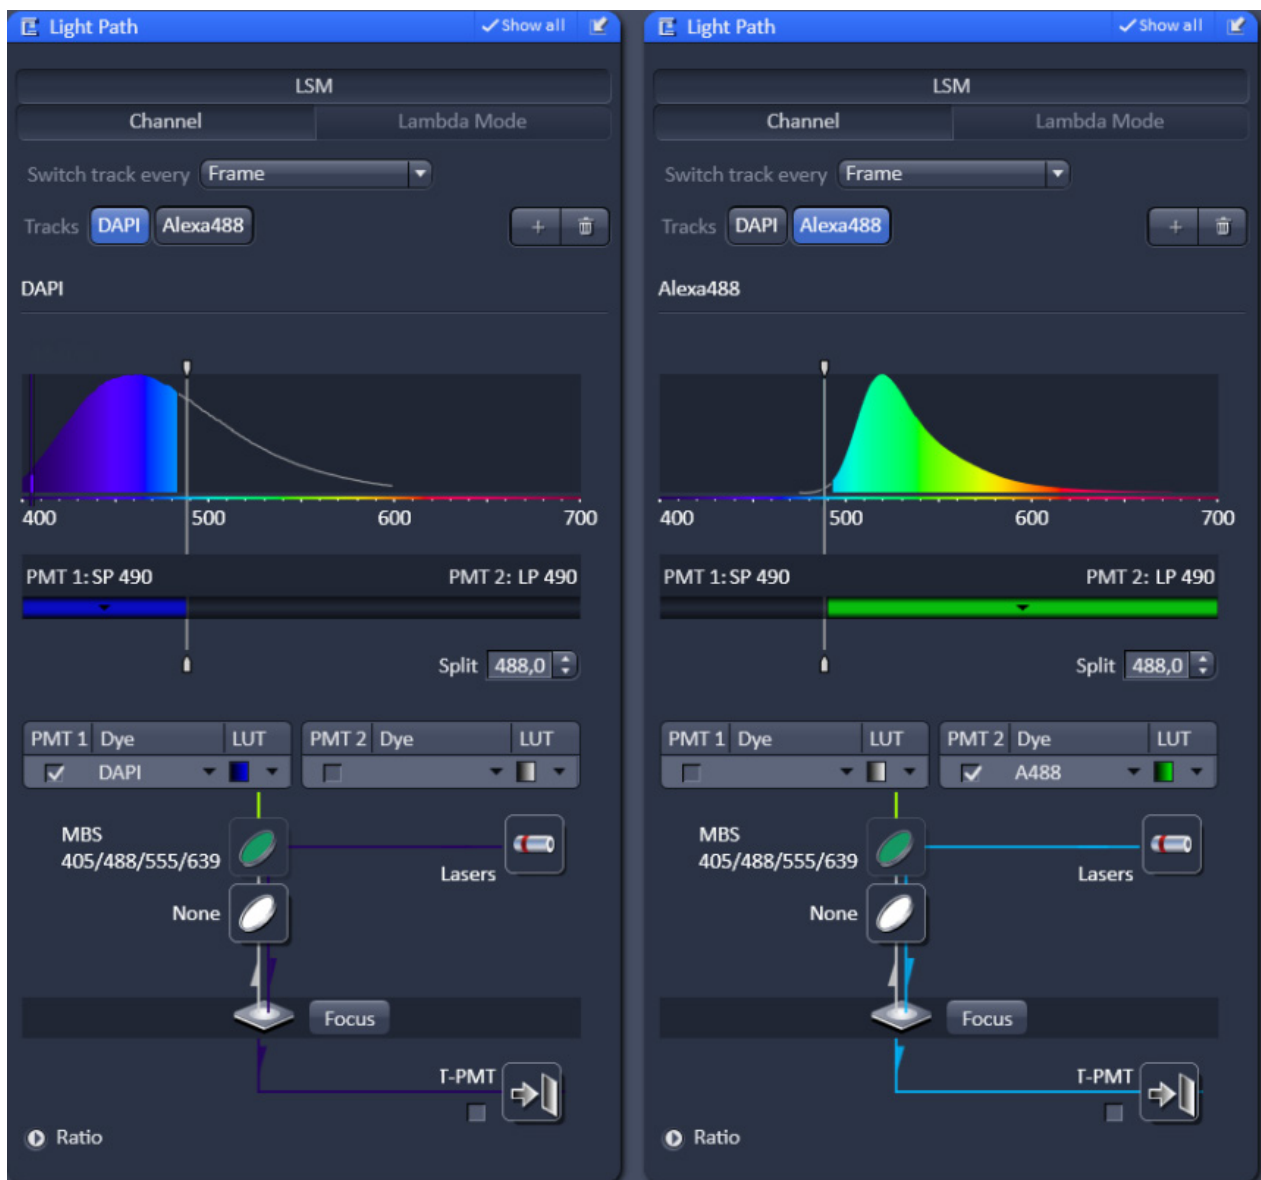 Light Path
Show all
LSM
Channel
Lambda Mode
Switch track every Frame
Tracks DAPI Alexa488 +
DAPI
400 500 600 700
PMT 1: SP 490
PMT 2: LP 490
Split 488,0
PMT 1 Dye LUT
PMT 2 Dye LUT
DAPI
MBS
405/488/555/639
Lasers
None
Focus
T-PMT
Ratio
Light Path
Show all
LSM
Channel
Lambda Mode
Switch track every Frame
Tracks DAPI Alexa488 +
Alexa488
400 500 600 700
PMT 1: SP 490
PMT 2: LP 490
Split 488,0
PMT 1 Dye LUT
PMT 2 Dye LUT
A488
MBS
405/488/555/639
Lasers
None
Focus
T-PMT
Ratio